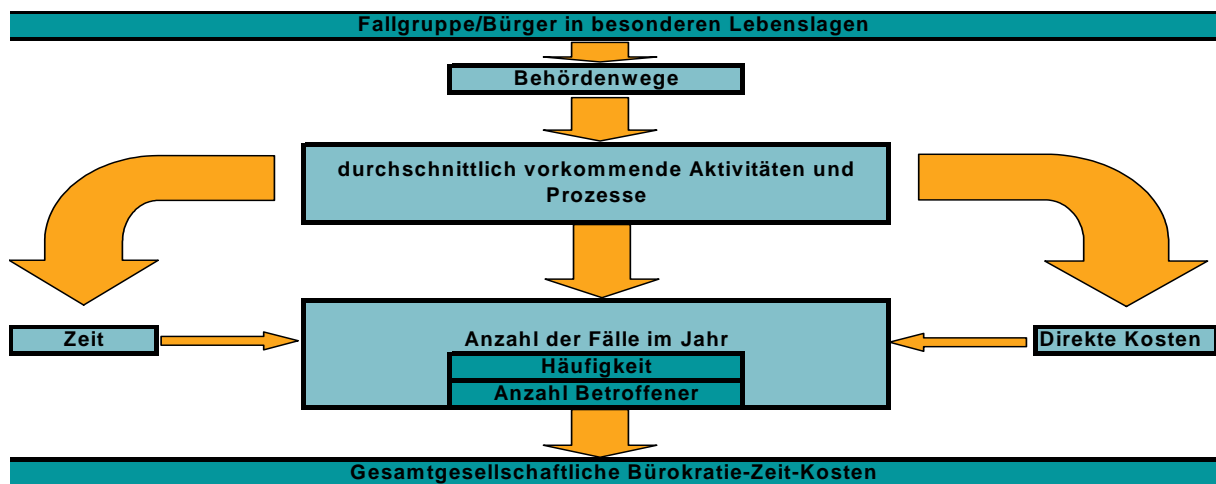 Fallgruppe/Bürger in besonderen Lebenslagen
Behördenwege
durchschnittlich vorkommende Aktivitäten und
Prozesse
Zeit
Anzahl der Fälle im Jahr
Direkte Kosten
Häufigkeit
Anzahl Betroffener
Gesamtgesellschaftliche Bürokratie-Zeit-Kosten